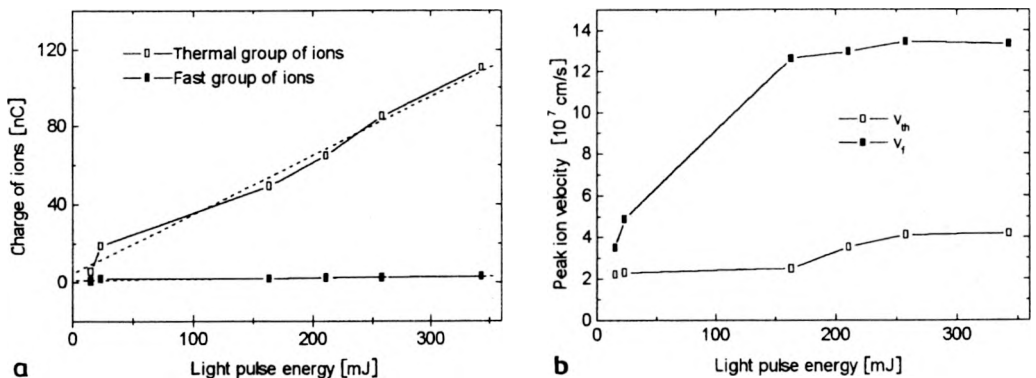 120
80
40
0
Charge of ions [nC]
Thermal group of ions
Fast group of ions
0 100 200 300
Light pulse energy [mJ]
a
14
12
10
8
6
4
2
0
Peak ion velocity [10⁷ cm/s]
Vth
Vf
0 100 200 300
Light pulse energy [mJ]
b